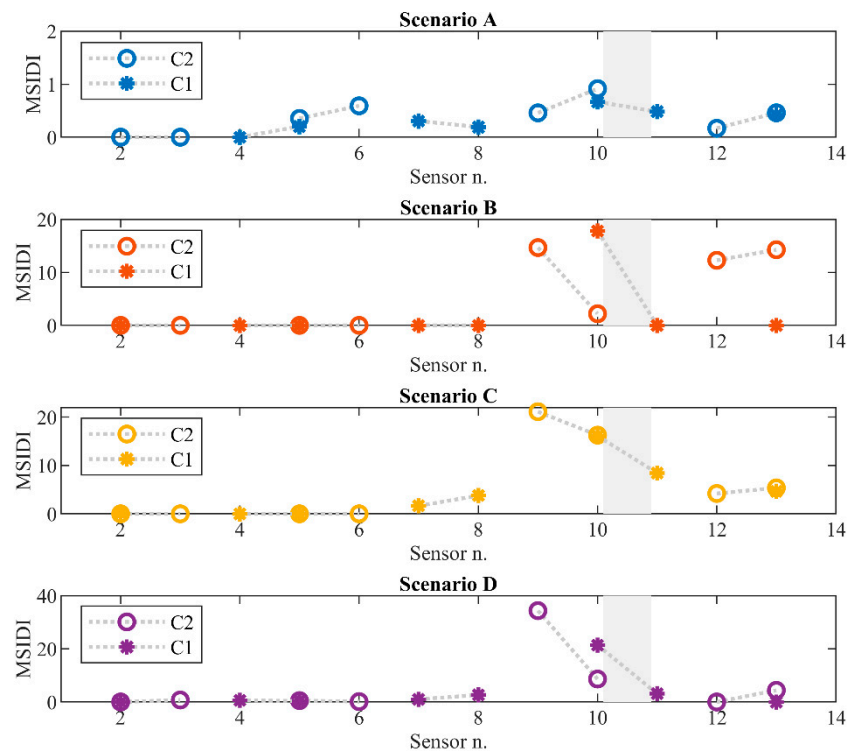 Scenario A
MSIDI
2
1
0
C2
C1
2 4 6 8 10 12 14
Sensor n.
Scenario B
MSIDI
20
10
0
C2
C1
2 4 6 8 10 12 14
Sensor n.
Scenario C
MSIDI
20
10
0
C2
C1
2 4 6 8 10 12 14
Sensor n.
Scenario D
MSIDI
40
20
0
C2
C1
2 4 6 8 10 12 14
Sensor n.